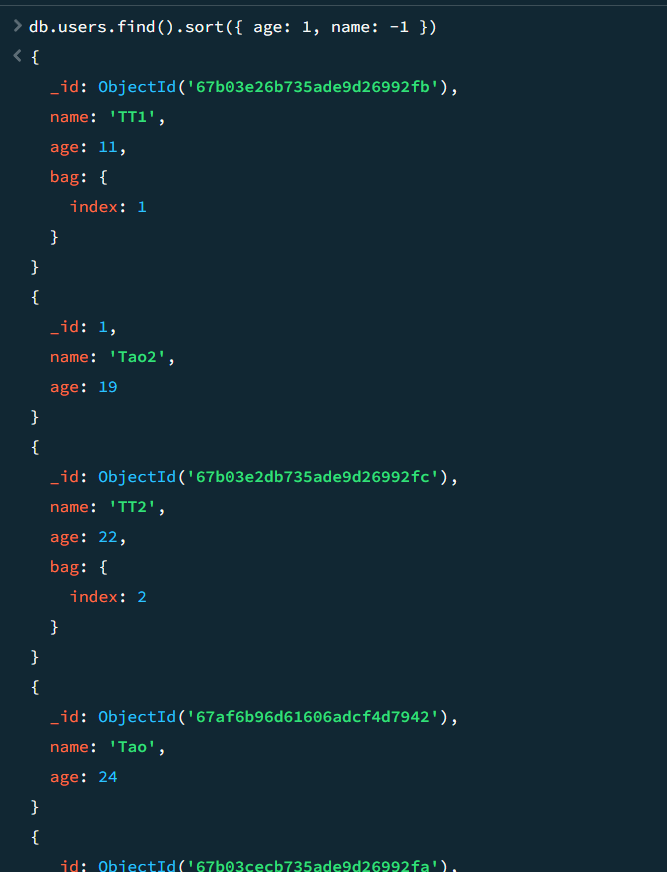 db.users.find().sort({ age: 1, name: -1 })
{
_id: ObjectId('67b03e26b735ade9d26992fb'),
name: 'TT1',
age: 11,
bag: {
index: 1
}
}
{
_id: 1,
name: 'Tao2',
age: 19
}
{
_id: ObjectId('67b03e2db735ade9d26992fc'),
name: 'TT2',
age: 22,
bag: {
index: 2
}
}
{
_id: ObjectId('67af6b96d61606adcf4d7942'),
name: 'Tao',
age: 24
}
{
_id: ObjectId('67b03cecb735ade9d26992fa'),